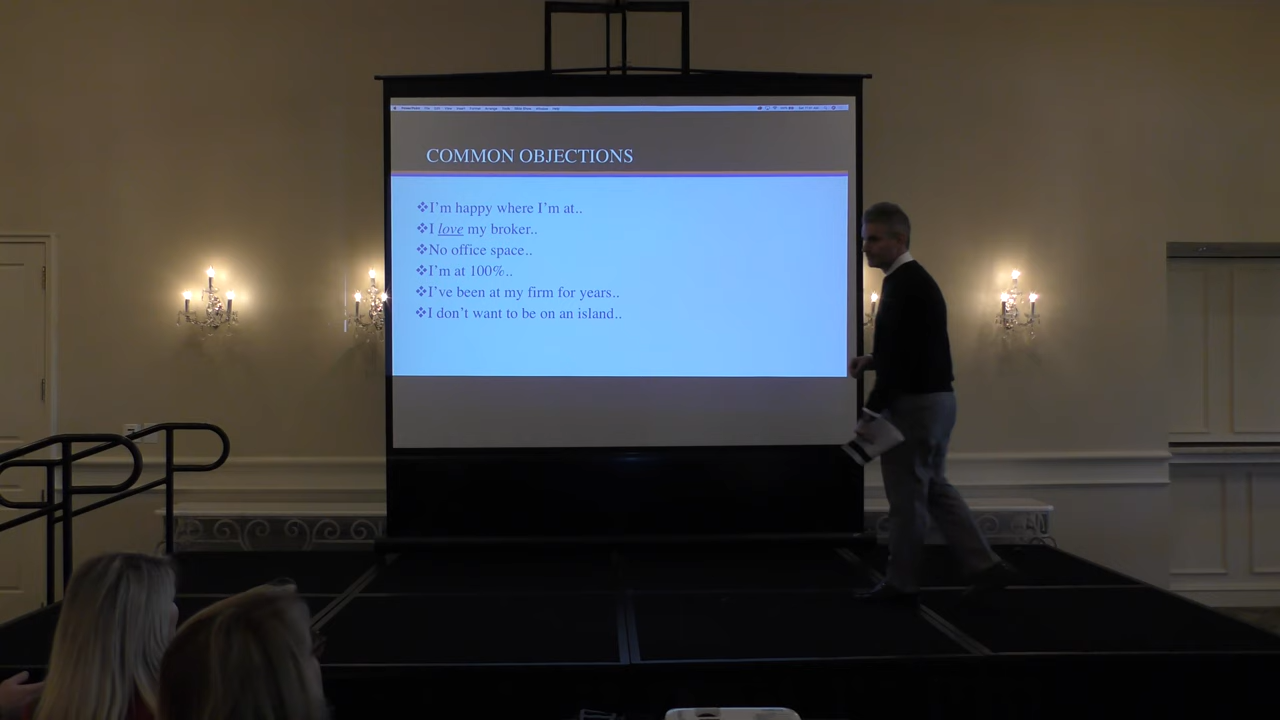 COMMON OBJECTIONS
❖I'm happy where I'm at..
❖I love my broker..
❖No office space..
❖I'm at 100%..
❖I've been at my firm for years..
❖I don't want to be on an island..